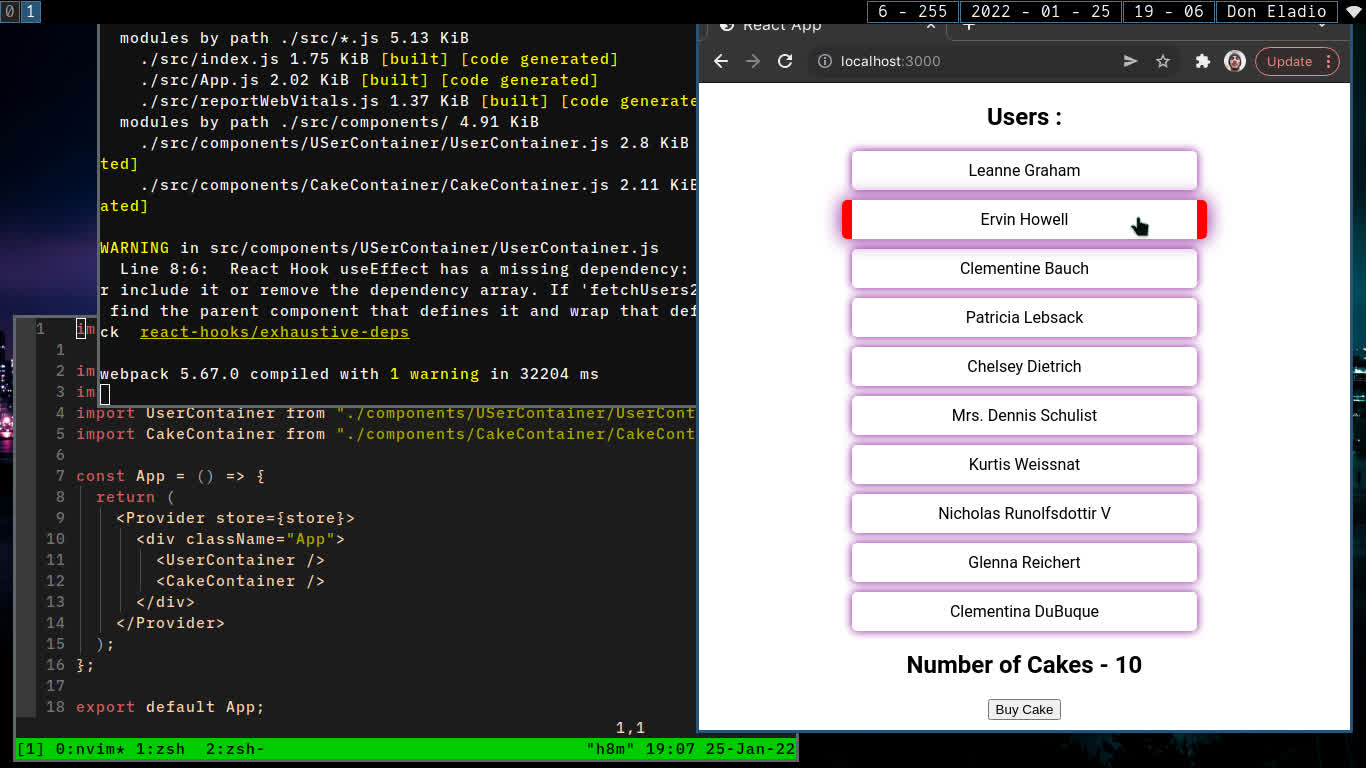 0 1
6 - 255 2022 - 01 - 25 19 - 06 Don Eladio
modules by path ./src/*.js 5.13 KiB
./src/index.js 1.75 KiB [built] [code generated]
./src/App.js 2.02 KiB [built] [code generated]
./src/reportWebVitals.js 1.37 KiB [built] [code generate
modules by path ./src/components/ 4.91 KiB
./src/components/USerContainer/UserContainer.js 2.8 KiB
ted]
./src/components/CakeContainer/CakeContainer.js 2.11 KiB
ated]
WARNING in src/components/USerContainer/UserContainer.js
Line 8:6:  React Hook useEffect has a missing dependency:
r include it or remove the dependency array. If 'fetchUsers2
find the parent component that defines it and wrap that def
ck  react-hooks/exhaustive-deps
webpack 5.67.0 compiled with 1 warning in 32204 ms
1 im
1
2 im
3 im
4 import UserContainer from "./components/USerContainer/UserCont
5 import CakeContainer from "./components/CakeContainer/CakeCont
6
7 const App = () => {
8 return (
9 <Provider store={store}>
10 <div className="App">
11 <UserContainer />
12 <CakeContainer />
13 </div>
14 </Provider>
15 );
16 };
17
18 export default App;
1,1
[1] 0:nvim* 1:zsh  2:zsh- "h8m" 19:07 25-Jan-22
React App
localhost:3000 Update
Users :
Leanne Graham
Ervin Howell
Clementine Bauch
Patricia Lebsack
Chelsey Dietrich
Mrs. Dennis Schulist
Kurtis Weissnat
Nicholas Runolfsdottir V
Glenna Reichert
Clementina DuBuque
Number of Cakes - 10
Buy Cake